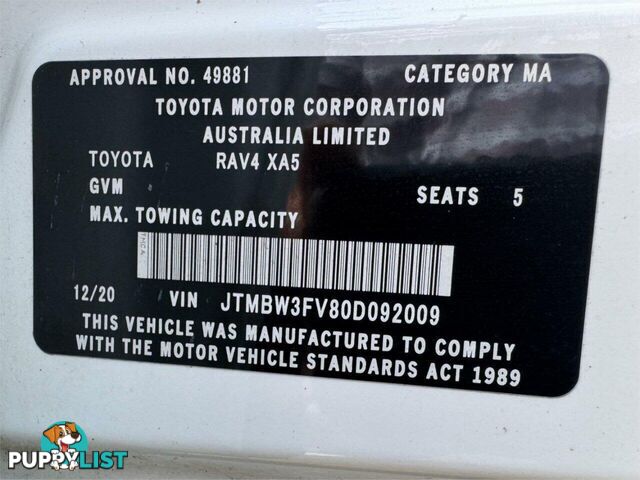 APPROVAL NO. 49881 CATEGORY MA
TOYOTA MOTOR CORPORATION
AUSTRALIA LIMITED
TOYOTA RAV4 XA5
GVM SEATS 5
MAX. TOWING CAPACITY
12/20 VIN JTMBW3FV80D092009
THIS VEHICLE WAS MANUFACTURED TO COMPLY
WITH THE MOTOR VEHICLE STANDARDS ACT 1989
PUPPYLIST